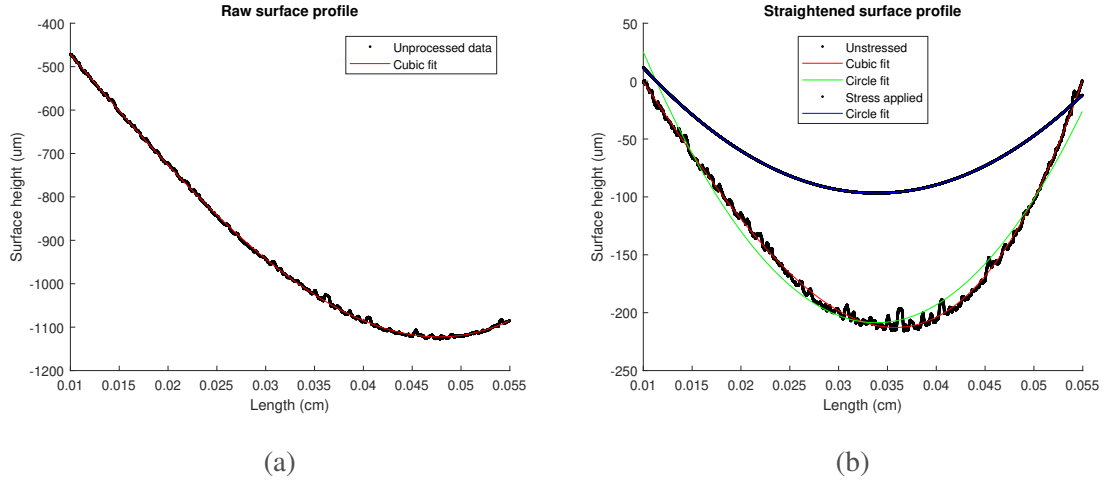 Raw surface profile
-400
-500
-600
-700
-800
-900
-1000
-1100
-1200
Surface height (um)
0.01 0.015 0.02 0.025 0.03 0.035 0.04 0.045 0.05 0.055
Length (cm)
Unprocessed data
Cubic fit
(a)
Straightened surface profile
50
0
-50
-100
-150
-200
-250
Surface height (um)
0.01 0.015 0.02 0.025 0.03 0.035 0.04 0.045 0.05 0.055
Length (cm)
Unstressed
Cubic fit
Circle fit
Stress applied
Circle fit
(b)